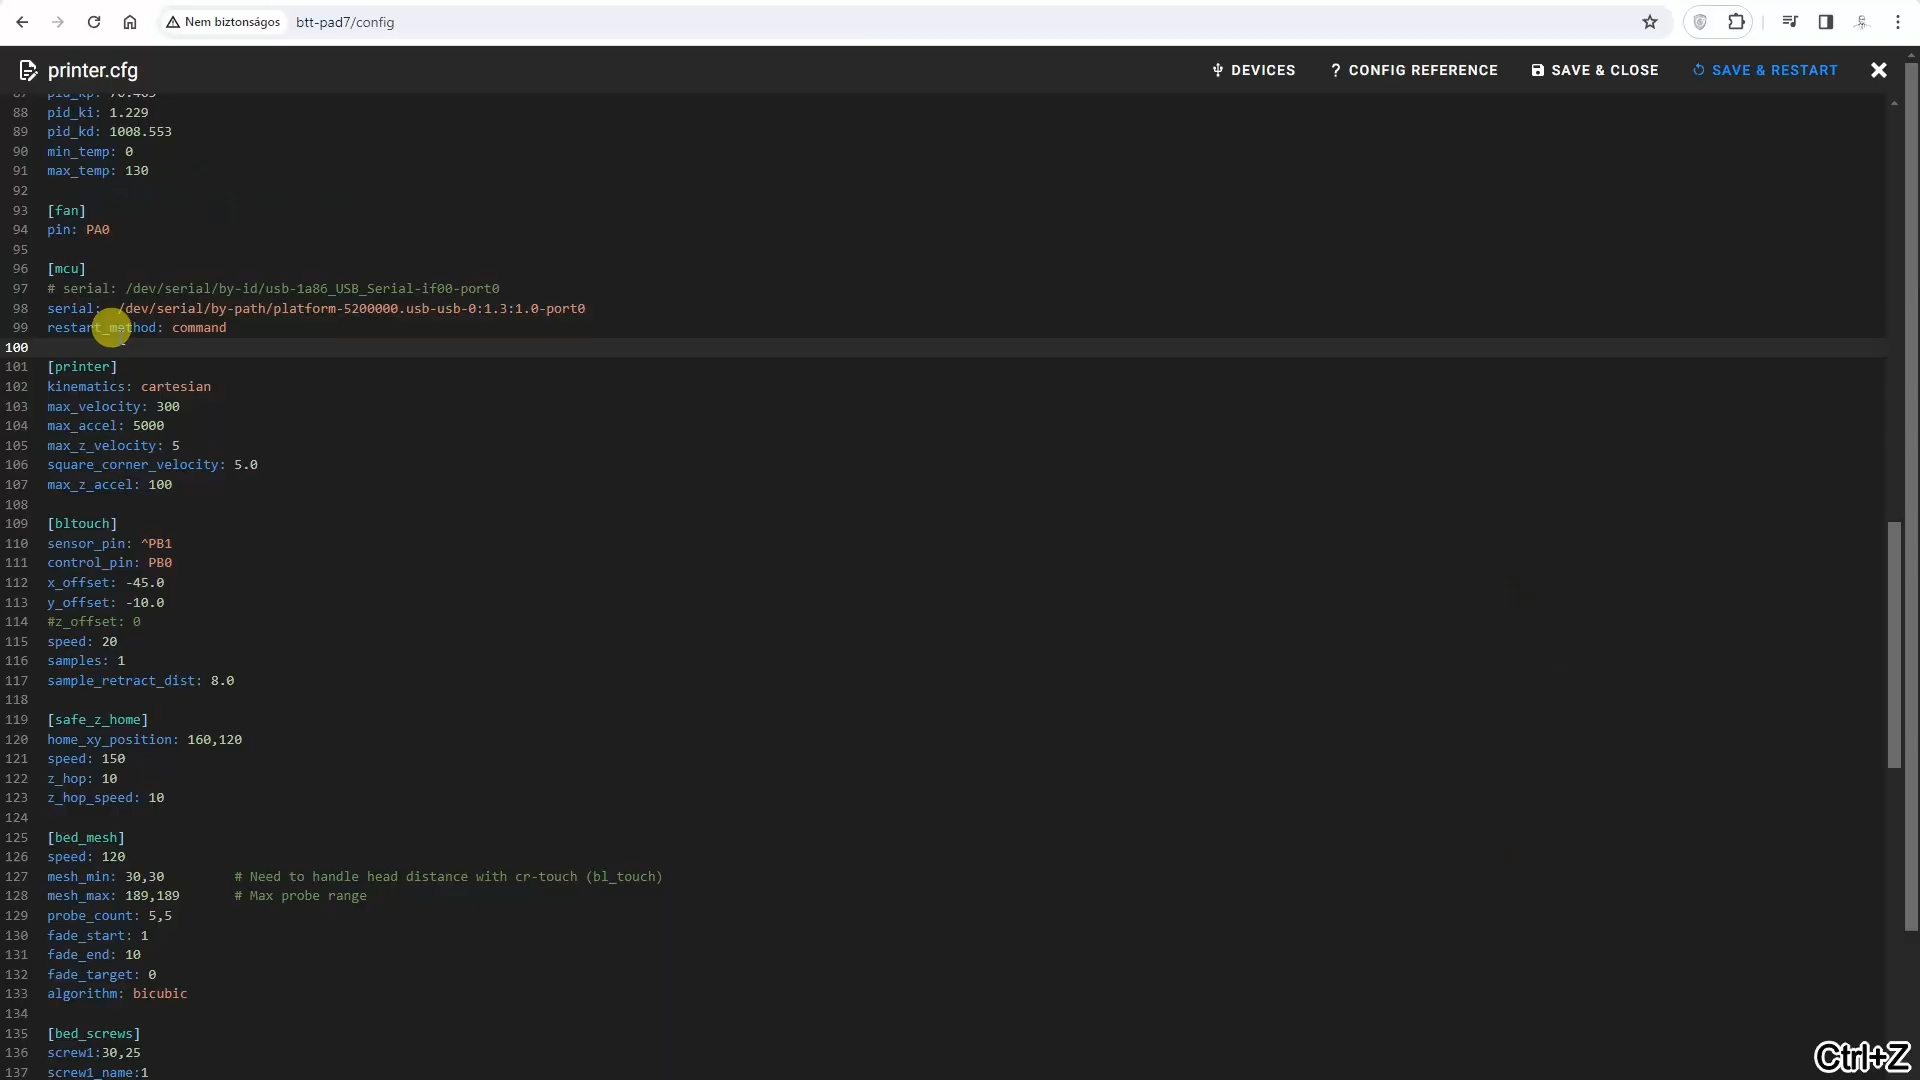 Nem biztonságos btt-pad7/config
printer.cfg DEVICES ? CONFIG REFERENCE SAVE & CLOSE SAVE & RESTART
87 pid_kp: 70.405
88 pid_ki: 1.229
89 pid_kd: 1008.553
90 min_temp: 0
91 max_temp: 130
92
93 [fan]
94 pin: PA0
95
96 [mcu]
97 # serial: /dev/serial/by-id/usb-1a86_USB_Serial-if00-port0
98 serial: /dev/serial/by-path/platform-5200000.usb-usb-0:1.3:1.0-port0
99 restart_method: command
100
101 [printer]
102 kinematics: cartesian
103 max_velocity: 300
104 max_accel: 5000
105 max_z_velocity: 5
106 square_corner_velocity: 5.0
107 max_z_accel: 100
108
109 [bltouch]
110 sensor_pin: ^PB1
111 control_pin: PB0
112 x_offset: -45.0
113 y_offset: -10.0
114 #z_offset: 0
115 speed: 20
116 samples: 1
117 sample_retract_dist: 8.0
118
119 [safe_z_home]
120 home_xy_position: 160,120
121 speed: 150
122 z_hop: 10
123 z_hop_speed: 10
124
125 [bed_mesh]
126 speed: 120
127 mesh_min: 30,30 # Need to handle head distance with cr-touch (bl_touch)
128 mesh_max: 189,189 # Max probe range
129 probe_count: 5,5
130 fade_start: 1
131 fade_end: 10
132 fade_target: 0
133 algorithm: bicubic
134
135 [bed_screws]
136 screw1:30,25
137 screw1_name:1
Ctrl+Z